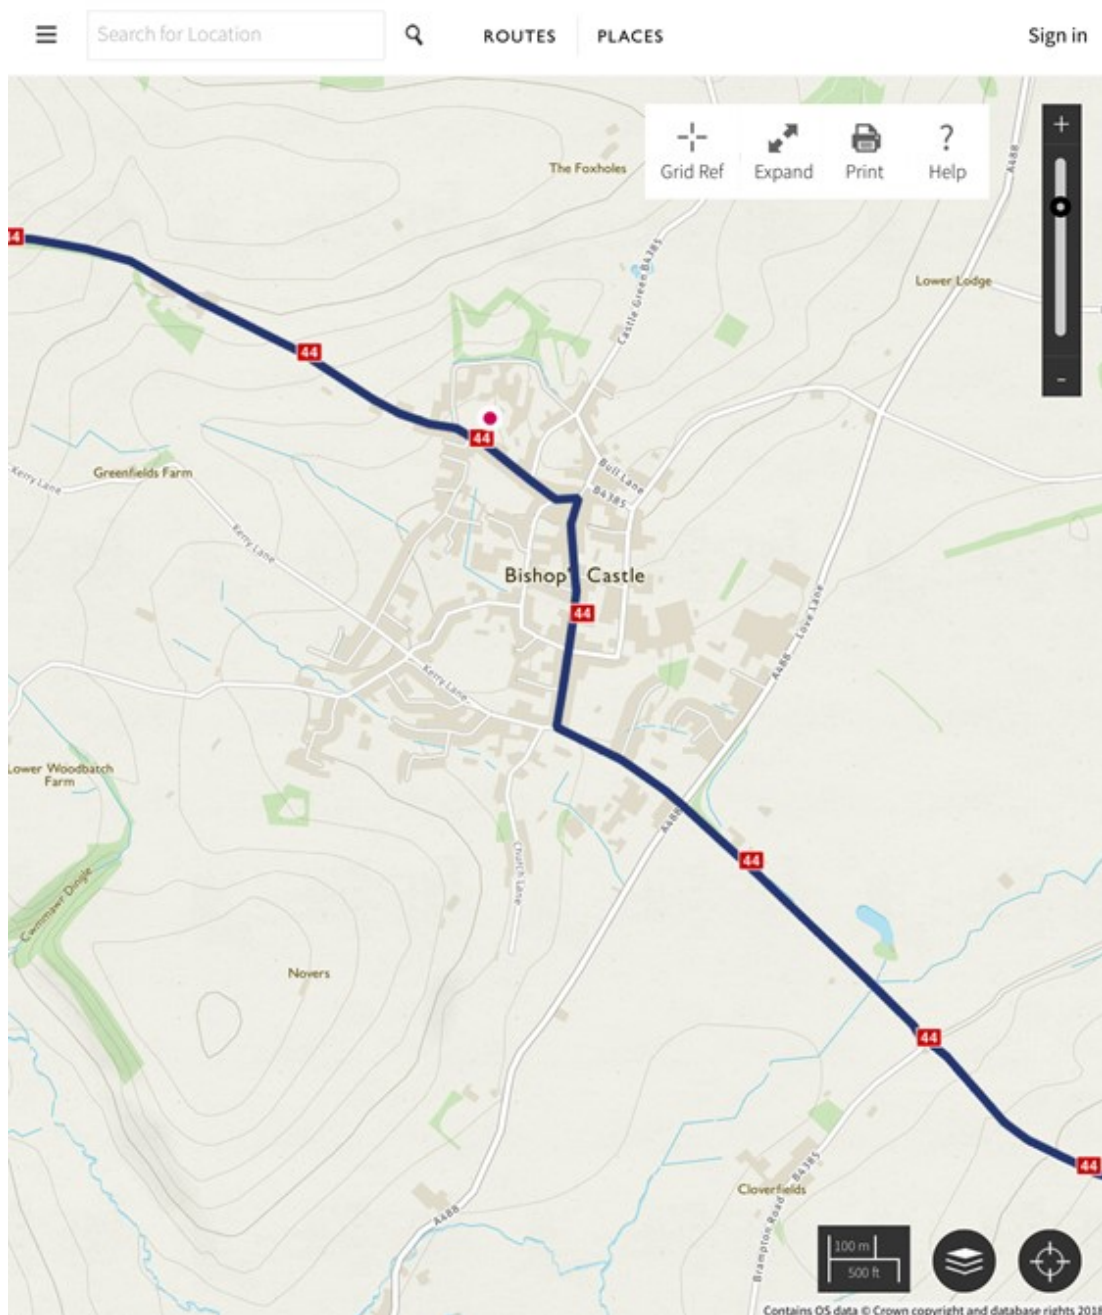 Search for Location
ROUTES
PLACES
Sign in
Grid Ref
Expand
Print
Help
+
-
The Foxholes
A488
Castle Green B4385
Lower Lodge
44
44
44
Greenfields Farm
Kerry Lane
Kerry Lane
Bull Lane
B4385
Bishop's Castle
44
Love Lane
A488
Kerry Lane
Lower Woodbatch
Farm
A488
44
Church Lane
Cwmmawr Dingle
Novers
44
44
B4385
Cloverfields
A488
Brampton Road
100 m
500 ft
Contains OS data © Crown copyright and database rights 2018